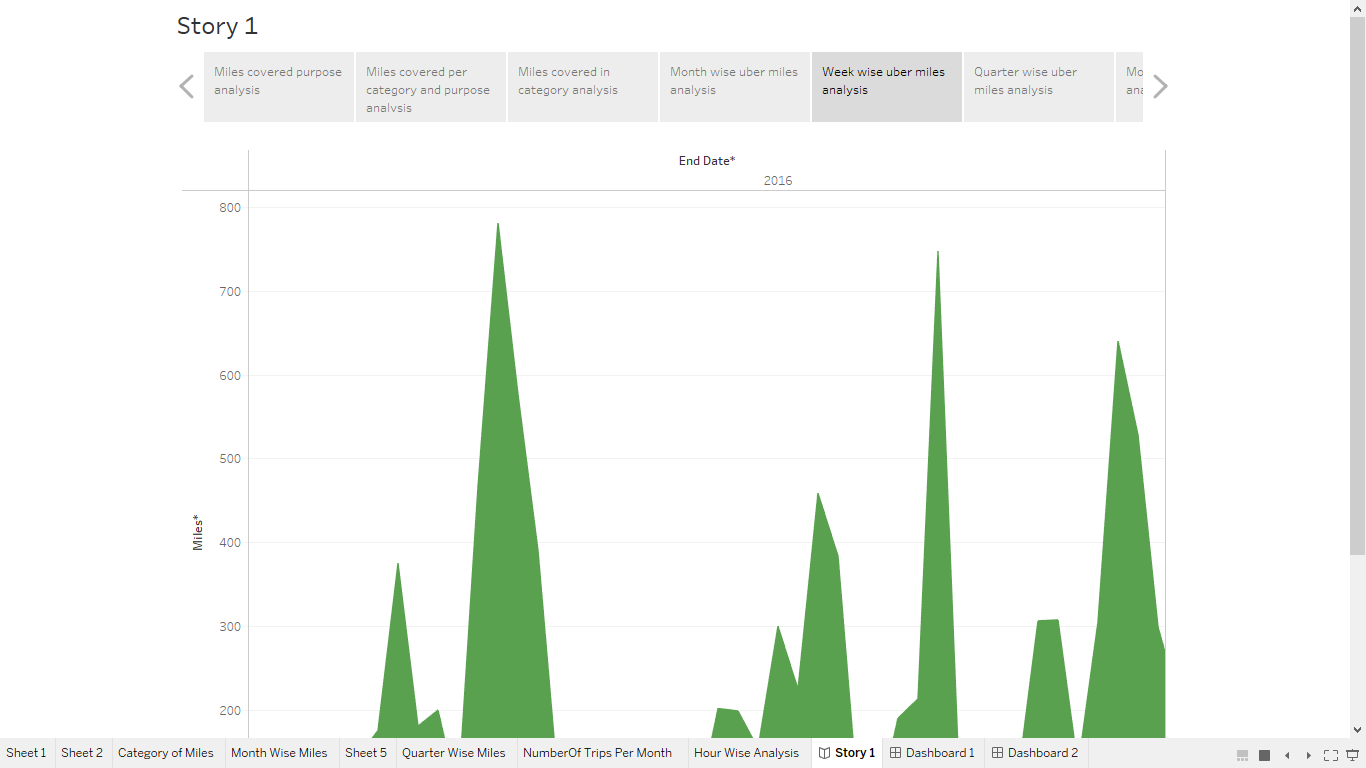 Story 1
Miles covered purpose
analysis
Miles covered per
category and purpose
analysis
Miles covered in
category analysis
Month wise uber miles
analysis
Week wise uber miles
analysis
Quarter wise uber
miles analysis
Mo
ana
End Date*
2016
800
700
600
500
400
300
200
Miles*
Sheet 1 Sheet 2 Category of Miles Month Wise Miles Sheet 5 Quarter Wise Miles NumberOf Trips Per Month Hour Wise Analysis Story 1 Dashboard 1 Dashboard 2